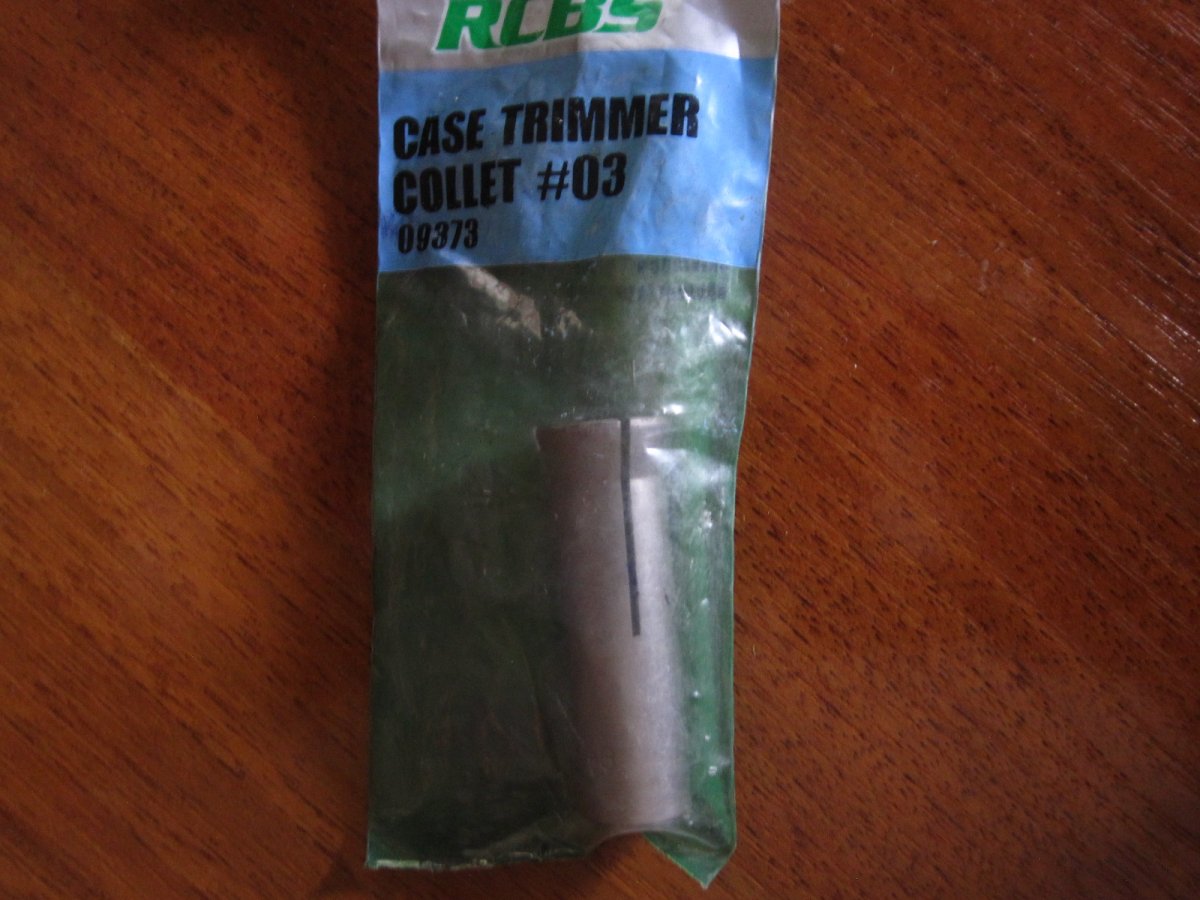 RCBS
CASE TRIMMER
COLLET #03
09373